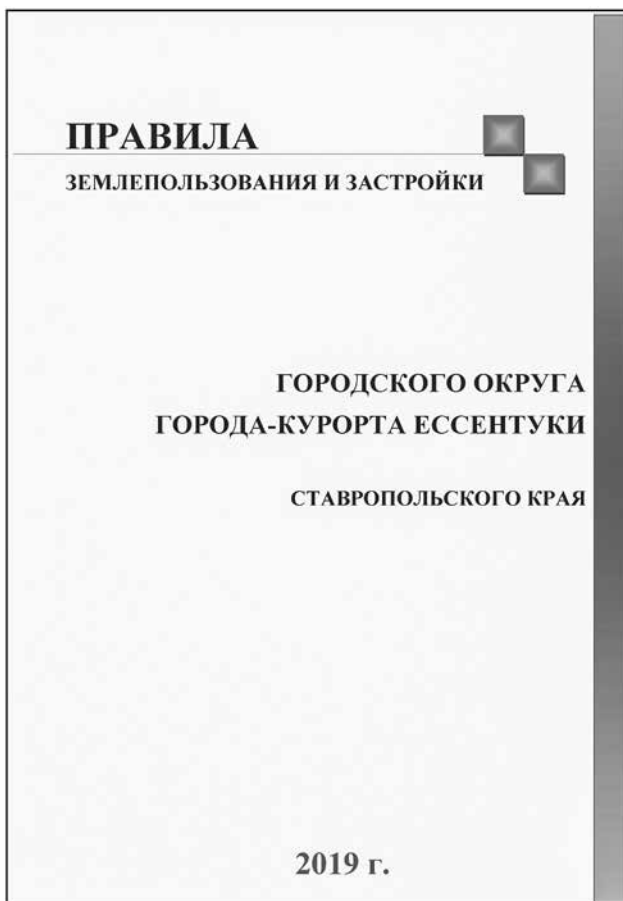 ПРАВИЛА
ЗЕМЛЕПОЛЬЗОВАНИЯ И ЗАСТРОЙКИ
ГОРОДСКОГО ОКРУГА
ГОРОДА-КУРОРТА ЕССЕНТУКИ
СТАВРОПОЛЬСКОГО КРАЯ
2019 г.